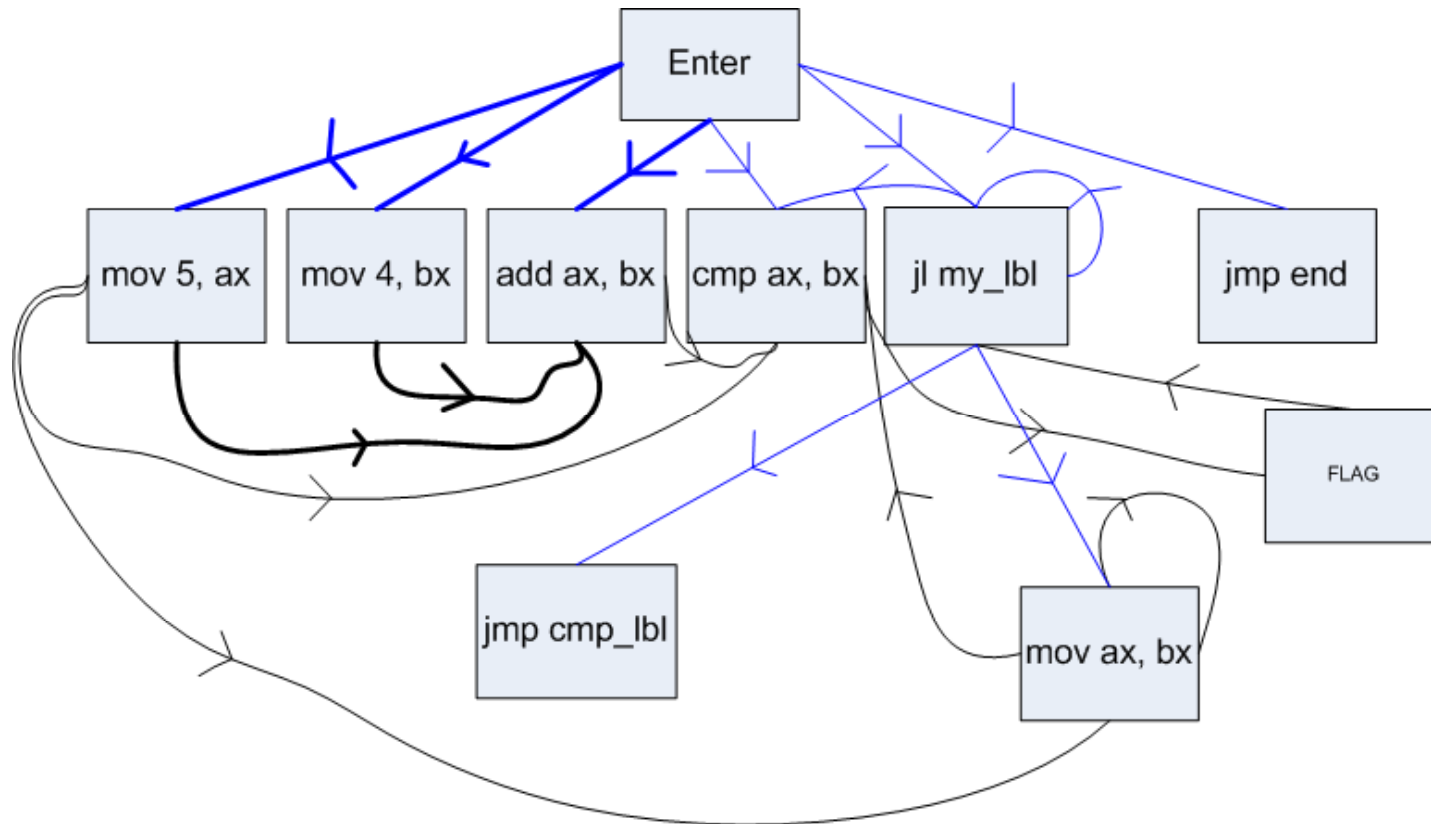 Enter
mov 5, ax
mov 4, bx
add ax, bx
cmp ax, bx
jl my_lbl
jmp end
FLAG
jmp cmp_lbl
mov ax, bx